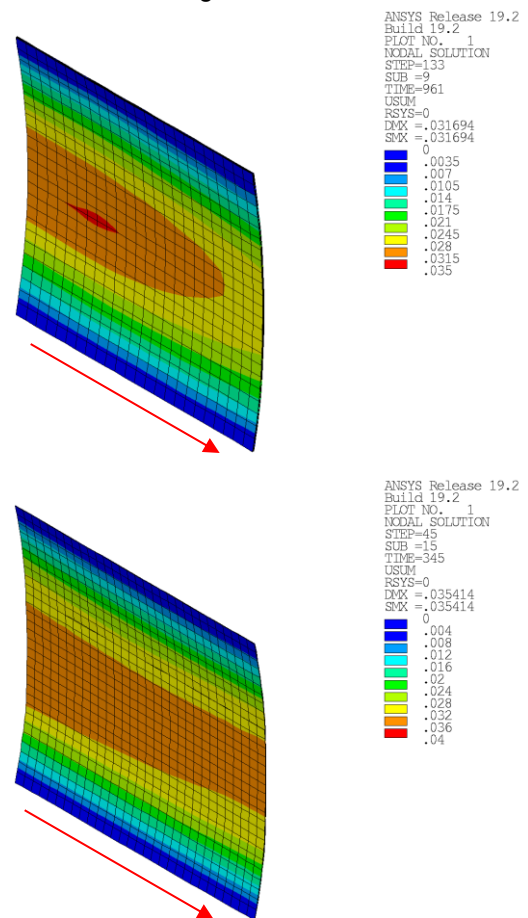 ANSYS Release 19.2
Build 19.2
PLOT NO.   1
NODAL SOLUTION
STEP=133
SUB =9
TIME=961
USUM
RSYS=0
DMX =.031694
SMX =.031694
0
.0035
.007
.0105
.014
.0175
.021
.0245
.028
.0315
.035
ANSYS Release 19.2
Build 19.2
PLOT NO.   1
NODAL SOLUTION
STEP=45
SUB =15
TIME=345
USUM
RSYS=0
DMX =.035414
SMX =.035414
0
.004
.008
.012
.016
.02
.024
.028
.032
.036
.04